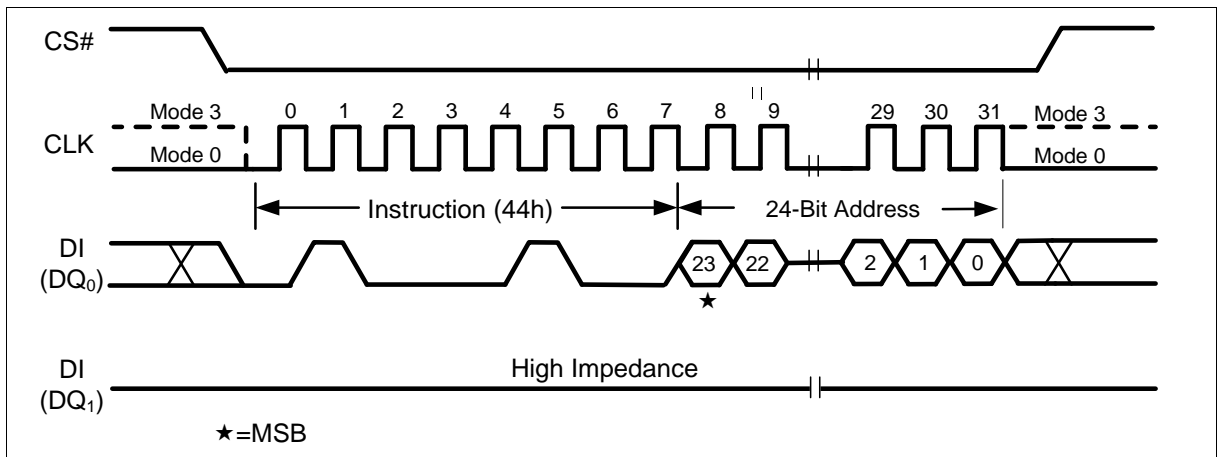 CS#
Mode 3 0 1 2 3 4 5 6 7 8 9 29 30 31 Mode 3
CLK
Mode 0 Mode 0
Instruction (44h) 24-Bit Address
DI
(DQ0) 23 22 2 1 0
★
High Impedance
DI
(DQ1)
★=MSB